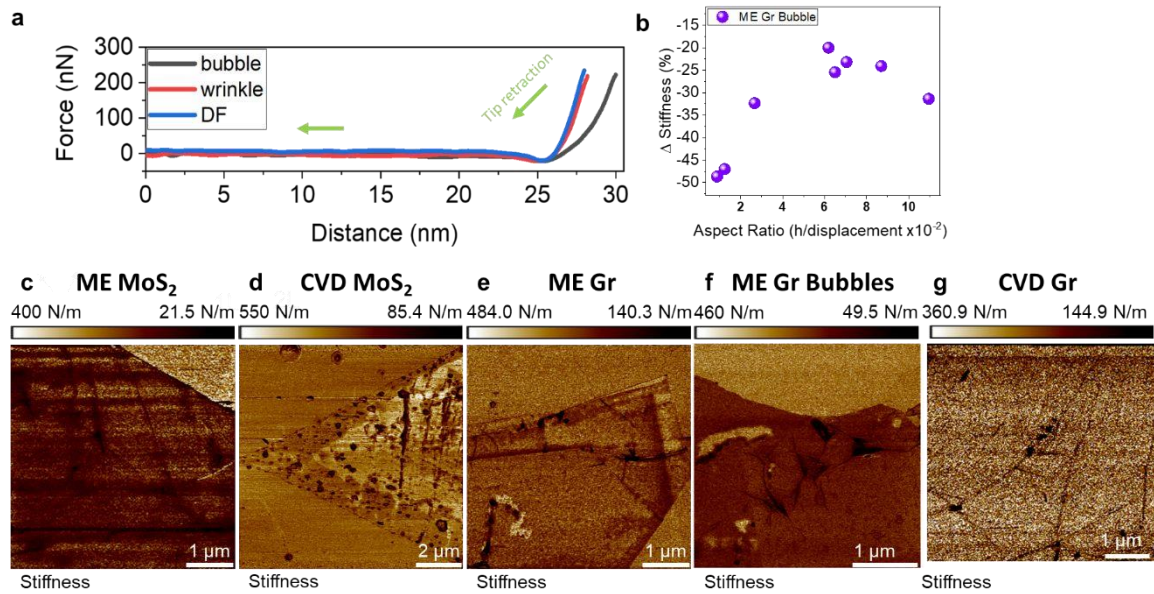 a
300
200
100
0
Force (nN)
bubble
wrinkle
DF
Tip retraction
0 5 10 15 20 25 30
Distance (nm)
b
ME Gr Bubble
-15
-20
-25
-30
-35
-40
-45
-50
Δ Stiffness (%)
2 4 6 8 10
Aspect Ratio (h/displacement x10⁻²)
c ME MoS₂
400 N/m 21.5 N/m
1 µm
Stiffness
d CVD MoS₂
550 N/m 85.4 N/m
2 µm
Stiffness
e ME Gr
484.0 N/m 140.3 N/m
1 µm
Stiffness
f ME Gr Bubbles
460 N/m 49.5 N/m
1 µm
Stiffness
g CVD Gr
360.9 N/m 144.9 N/m
1 µm
Stiffness